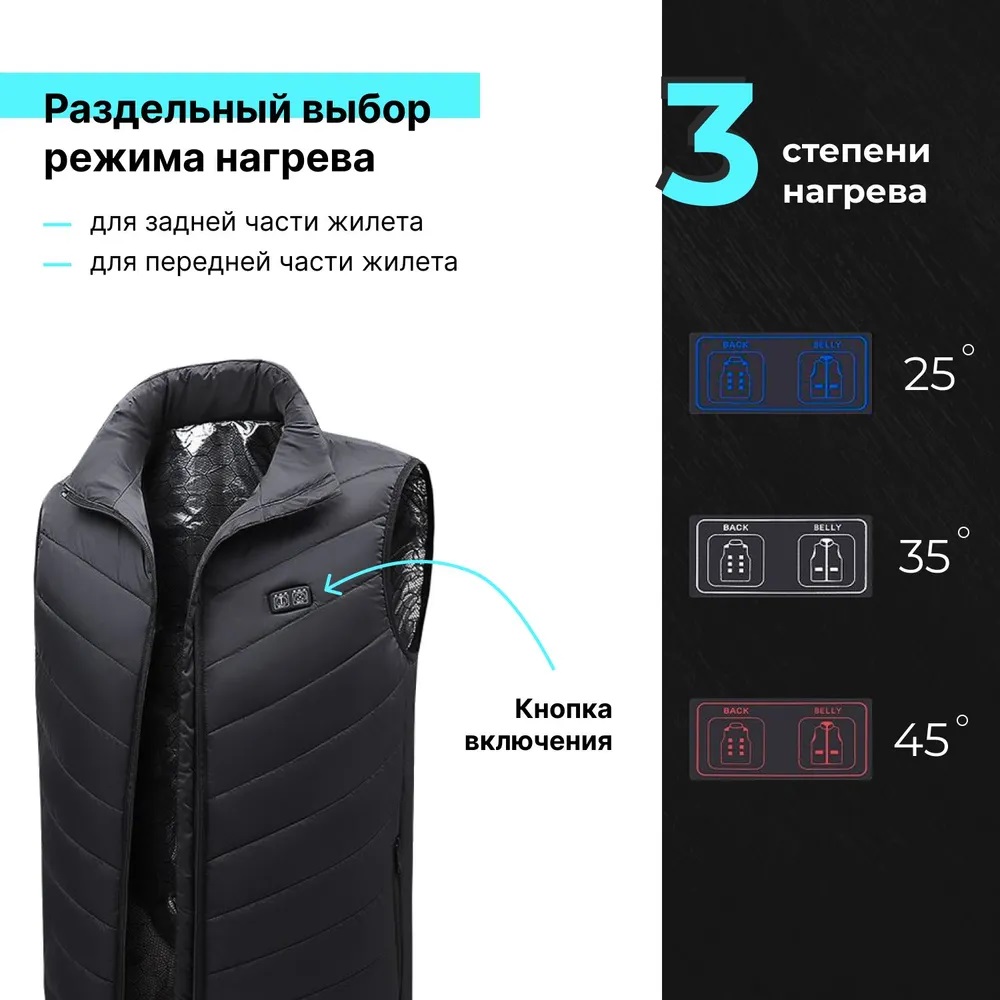 Раздельный выбор
режима нагрева
— для задней части жилета
— для передней части жилета
Кнопка
включения
3
степени
нагрева
BACK BELLY
25°
BACK BELLY
35°
BACK BELLY
45°